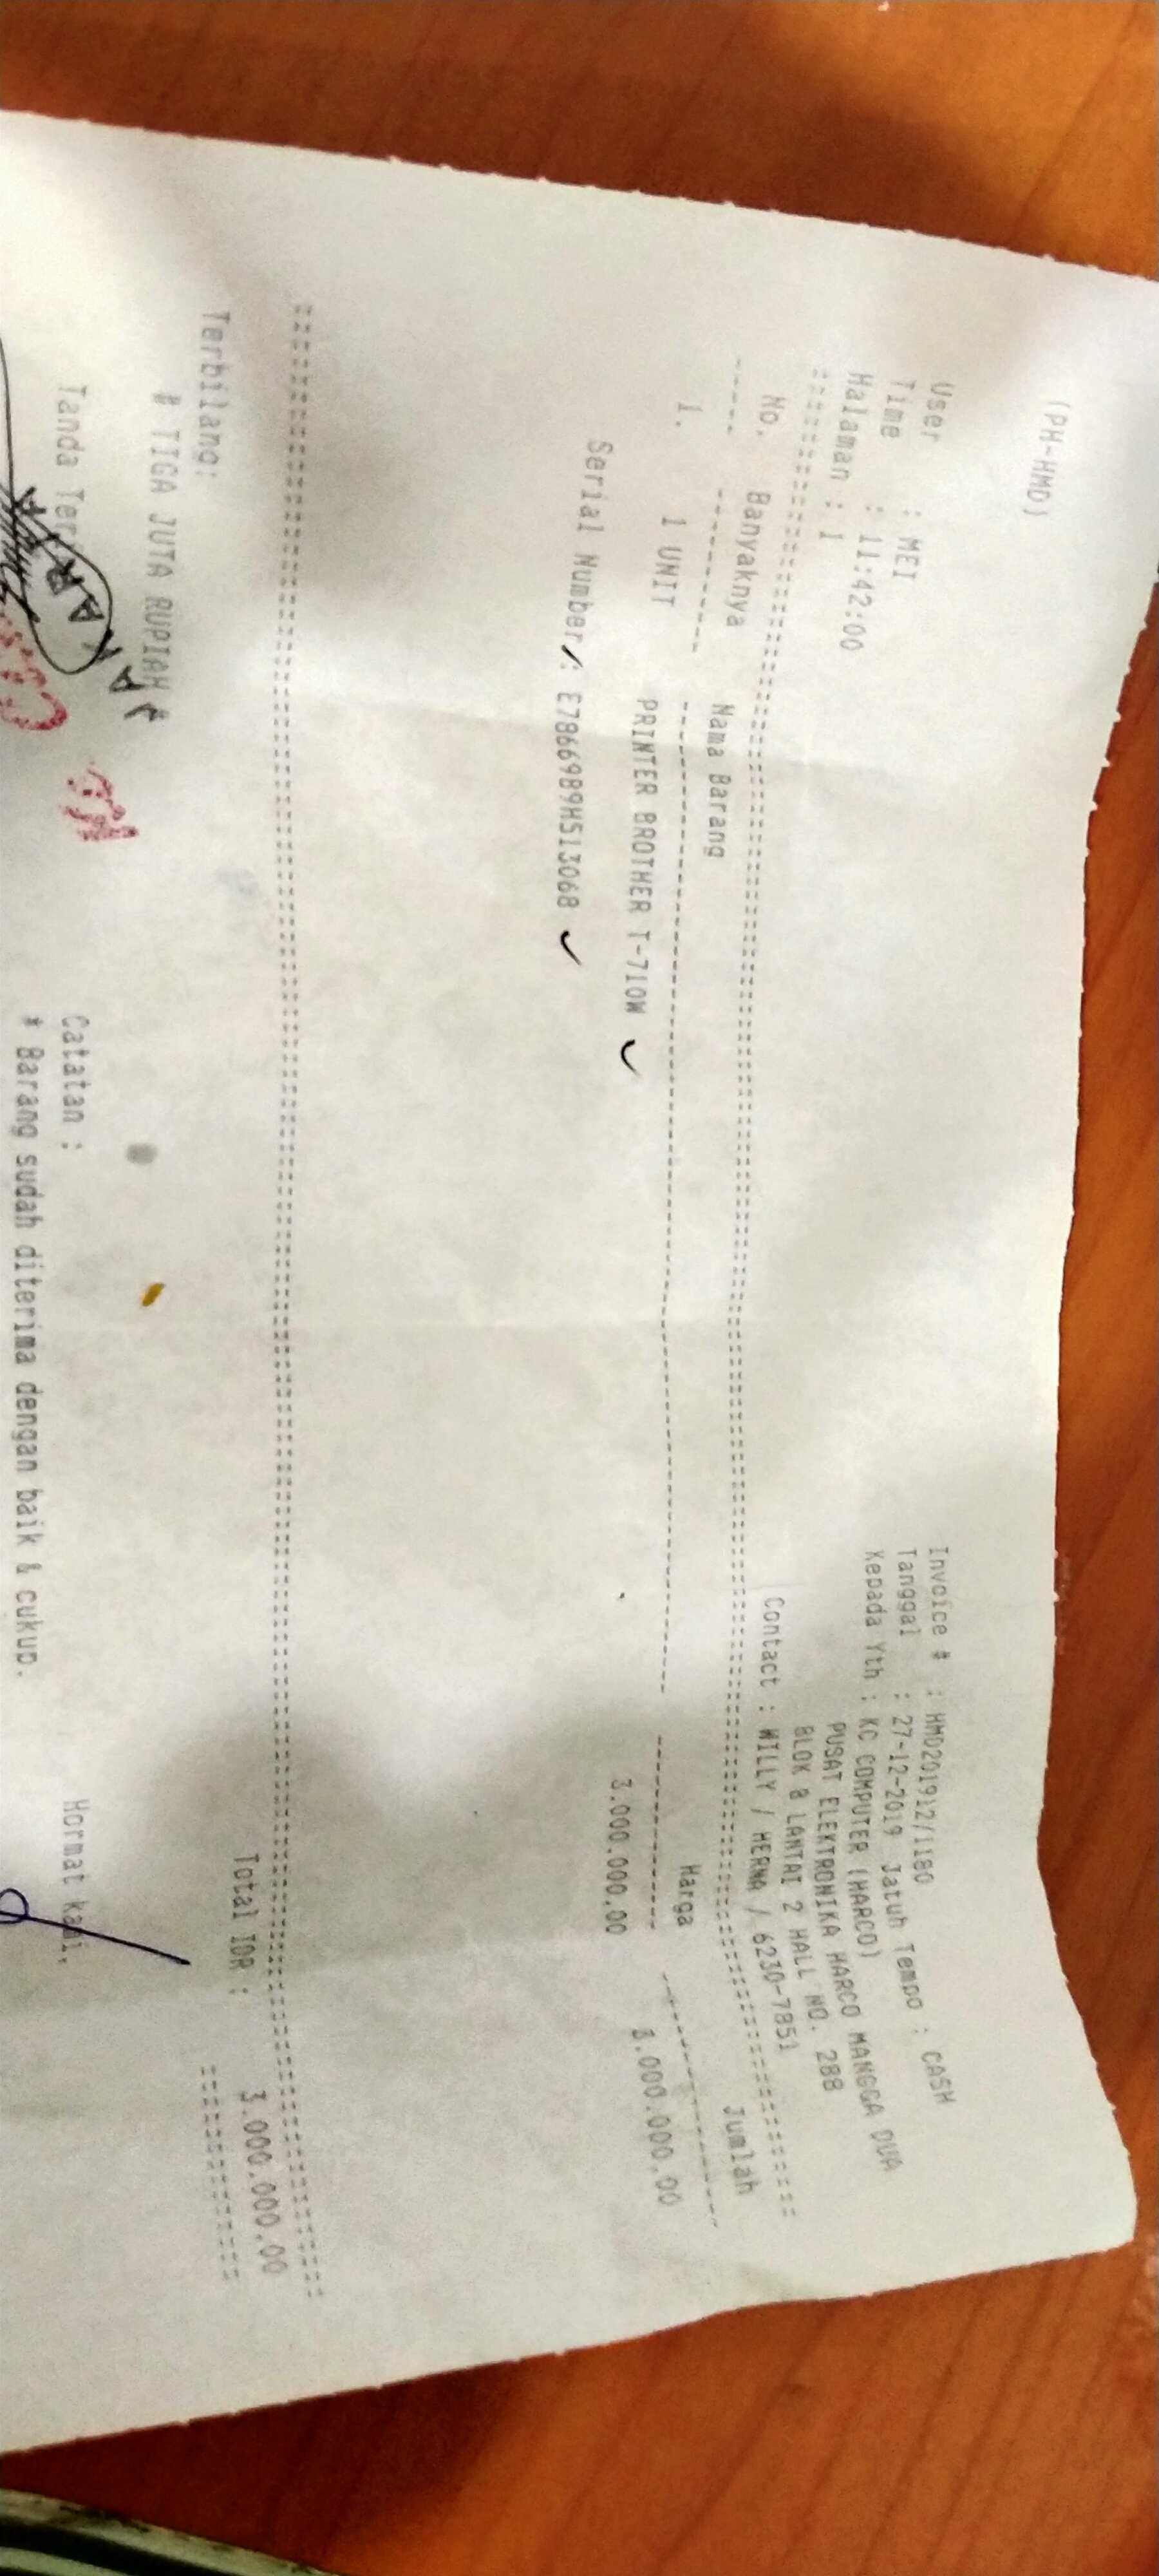 (PH-HMD)
User : MEI
Time : 11:42:00
Halaman : 1
Invoice # : HMD201912/1180
Tanggal : 27-12-2019 Jatuh Tempo : CASH
Kepada Yth : KC COMPUTER (HARCO)
PUSAT ELEKTRONIKA HARCO MANGGA DUA
BLOK B LANTAI 2 HALL NO. 288
Contact : WILLY / HERNA / 6230-7851
No. Banyaknya Nama Barang Harga Jumlah
1. 1 UNIT PRINTER BROTHER T-710W 3.000.000.00 3.000.000.00
Serial Number : E78669B9H513068
Total IDR : 3.000.000.00
Terbilang:
# TIGA JUTA RUPIAH #
JAKARTA
Tanda
Catatan :
Hormat kami,
* Barang sudah diterima dengan baik & cukup.